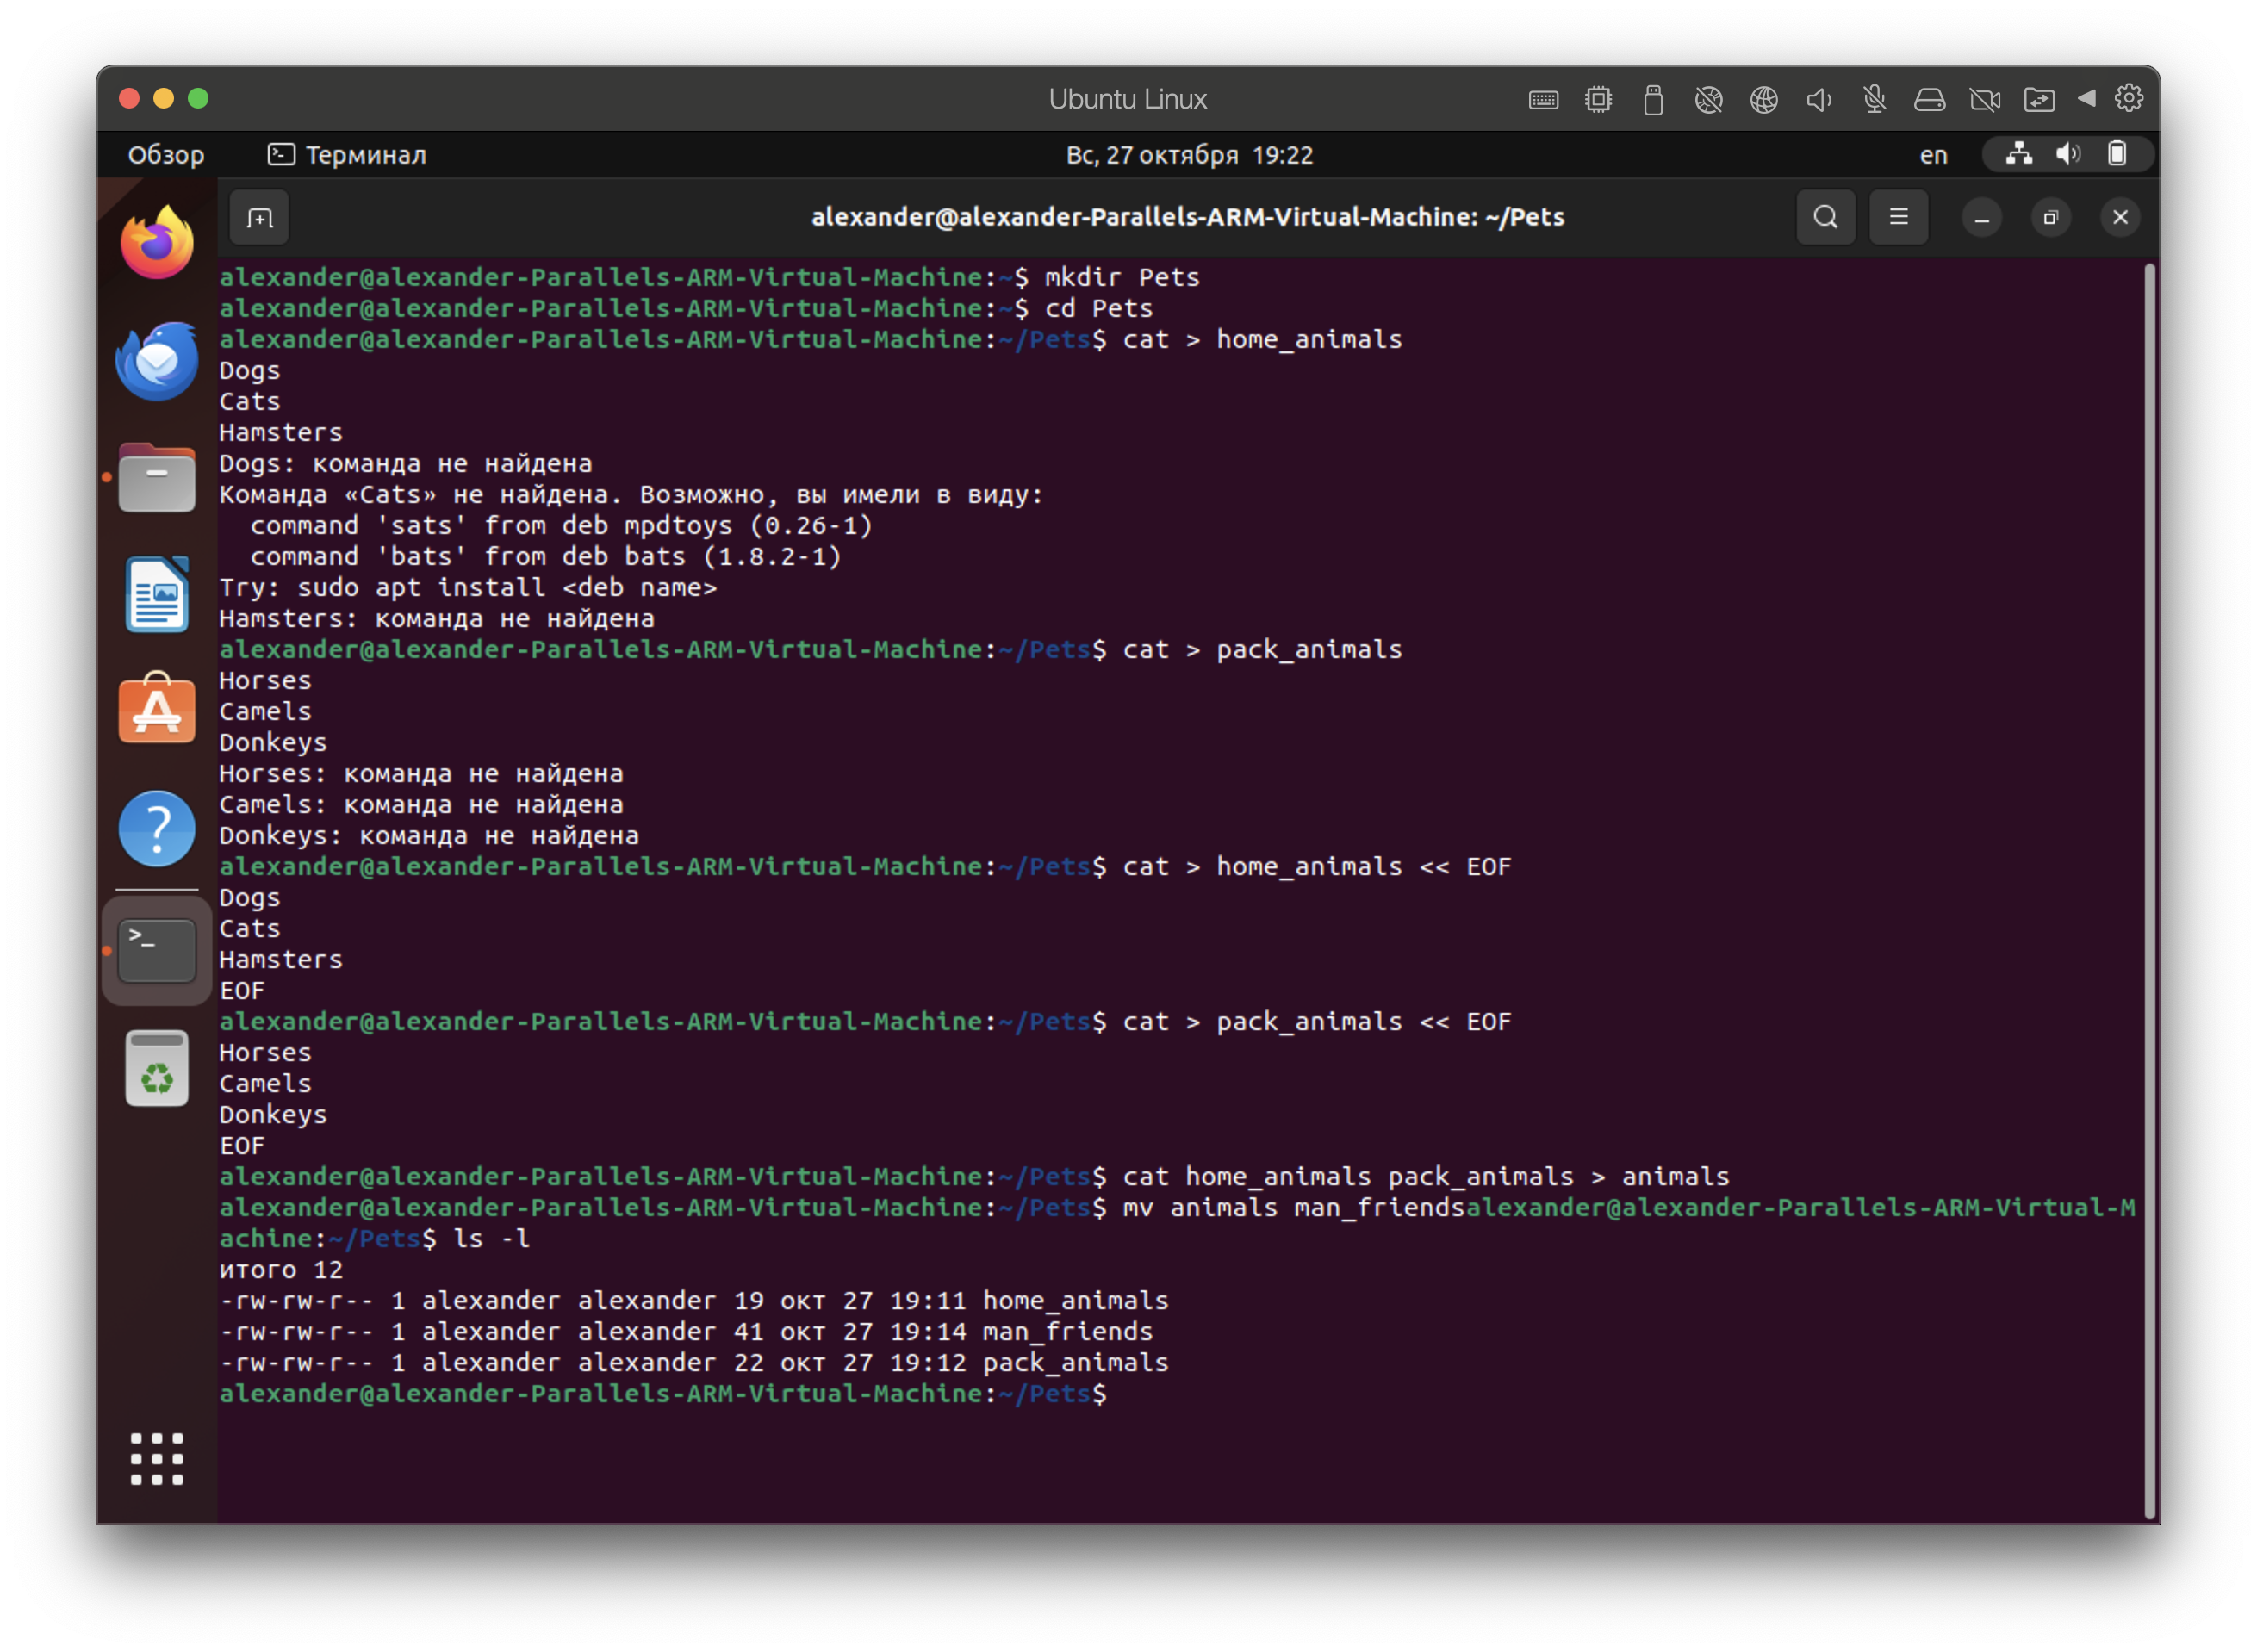 Ubuntu Linux
Обзор Терминал Вс, 27 октября 19:22 en
alexander@alexander-Parallels-ARM-Virtual-Machine: ~/Pets
alexander@alexander-Parallels-ARM-Virtual-Machine:~$ mkdir Pets
alexander@alexander-Parallels-ARM-Virtual-Machine:~$ cd Pets
alexander@alexander-Parallels-ARM-Virtual-Machine:~/Pets$ cat > home_animals
Dogs
Cats
Hamsters
Dogs: команда не найдена
Команда «Cats» не найдена. Возможно, вы имели в виду:
  command 'sats' from deb mpdtoys (0.26-1)
  command 'bats' from deb bats (1.8.2-1)
Try: sudo apt install <deb name>
Hamsters: команда не найдена
alexander@alexander-Parallels-ARM-Virtual-Machine:~/Pets$ cat > pack_animals
Horses
Camels
Donkeys
Horses: команда не найдена
Camels: команда не найдена
Donkeys: команда не найдена
alexander@alexander-Parallels-ARM-Virtual-Machine:~/Pets$ cat > home_animals << EOF
Dogs
Cats
Hamsters
EOF
alexander@alexander-Parallels-ARM-Virtual-Machine:~/Pets$ cat > pack_animals << EOF
Horses
Camels
Donkeys
EOF
alexander@alexander-Parallels-ARM-Virtual-Machine:~/Pets$ cat home_animals pack_animals > animals
alexander@alexander-Parallels-ARM-Virtual-Machine:~/Pets$ mv animals man_friendsalexander@alexander-Parallels-ARM-Virtual-M
achine:~/Pets$ ls -l
итого 12
-rw-rw-r-- 1 alexander alexander 19 окт 27 19:11 home_animals
-rw-rw-r-- 1 alexander alexander 41 окт 27 19:14 man_friends
-rw-rw-r-- 1 alexander alexander 22 окт 27 19:12 pack_animals
alexander@alexander-Parallels-ARM-Virtual-Machine:~/Pets$